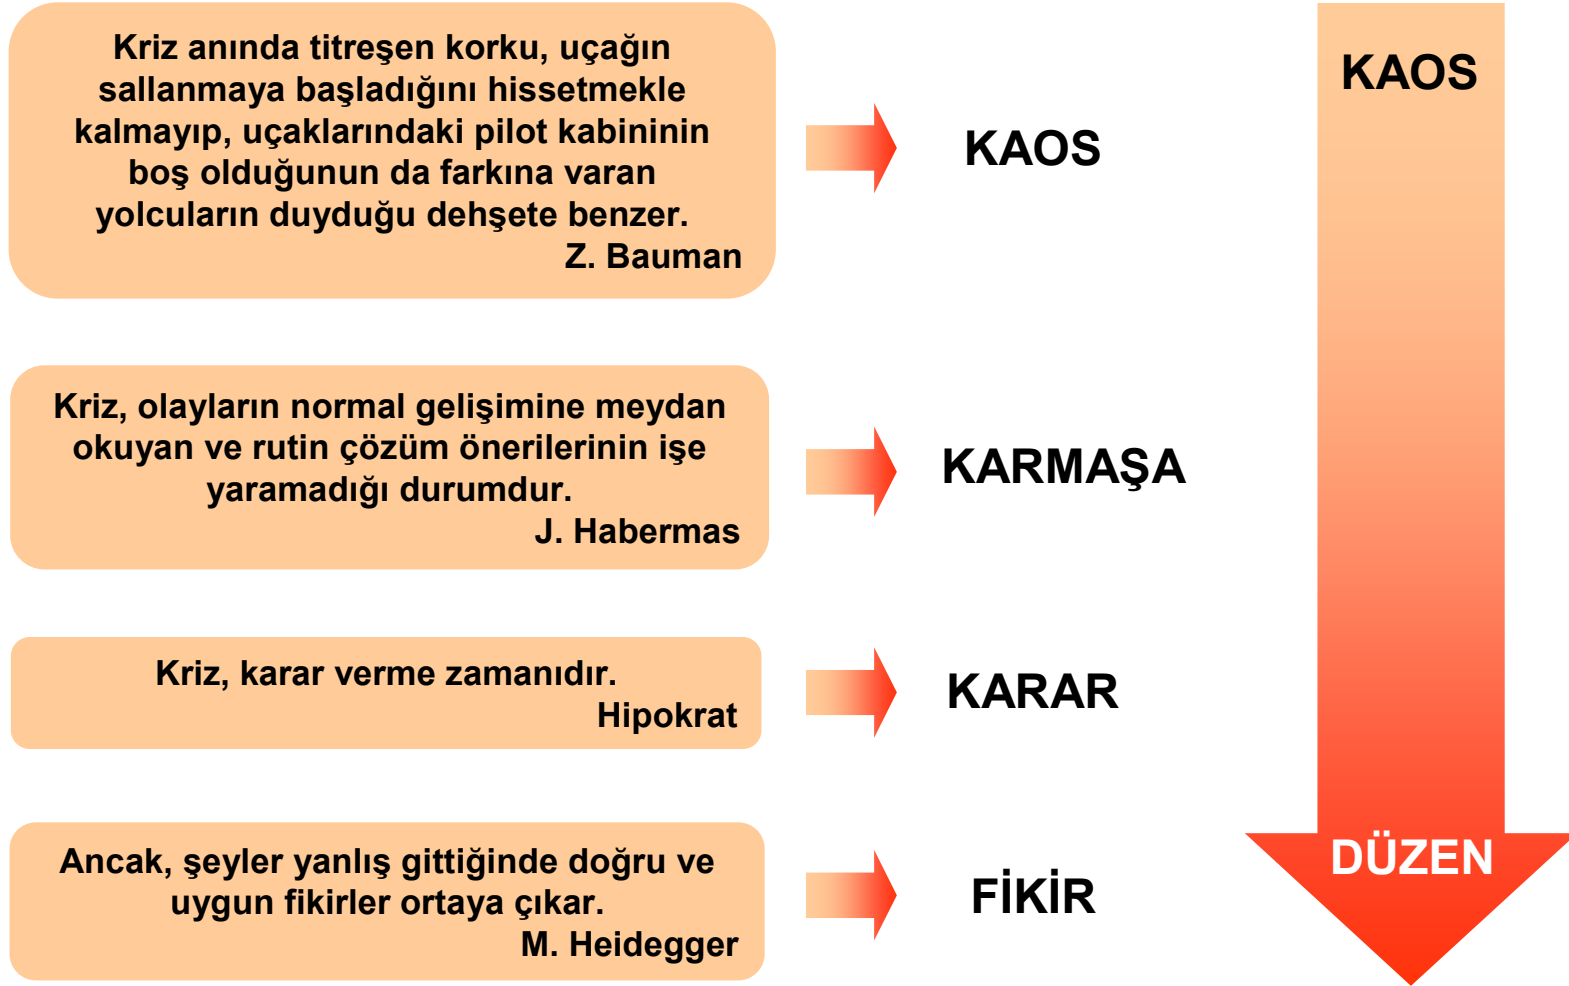 Kriz anında titreşen korku, uçağın
sallanmaya başladığını hissetmekle
kalmayıp, uçaklarındaki pilot kabininin
boş olduğunun da farkına varan
yolcuların duyduğu dehşete benzer.
Z. Bauman
KAOS
Kriz, olayların normal gelişimine meydan
okuyan ve rutin çözüm önerilerinin işe
yaramadığı durumdur.
J. Habermas
KARMAŞA
Kriz, karar verme zamanıdır.
Hipokrat
KARAR
Ancak, şeyler yanlış gittiğinde doğru ve
uygun fikirler ortaya çıkar.
M. Heidegger
FİKİR
KAOS
DÜZEN